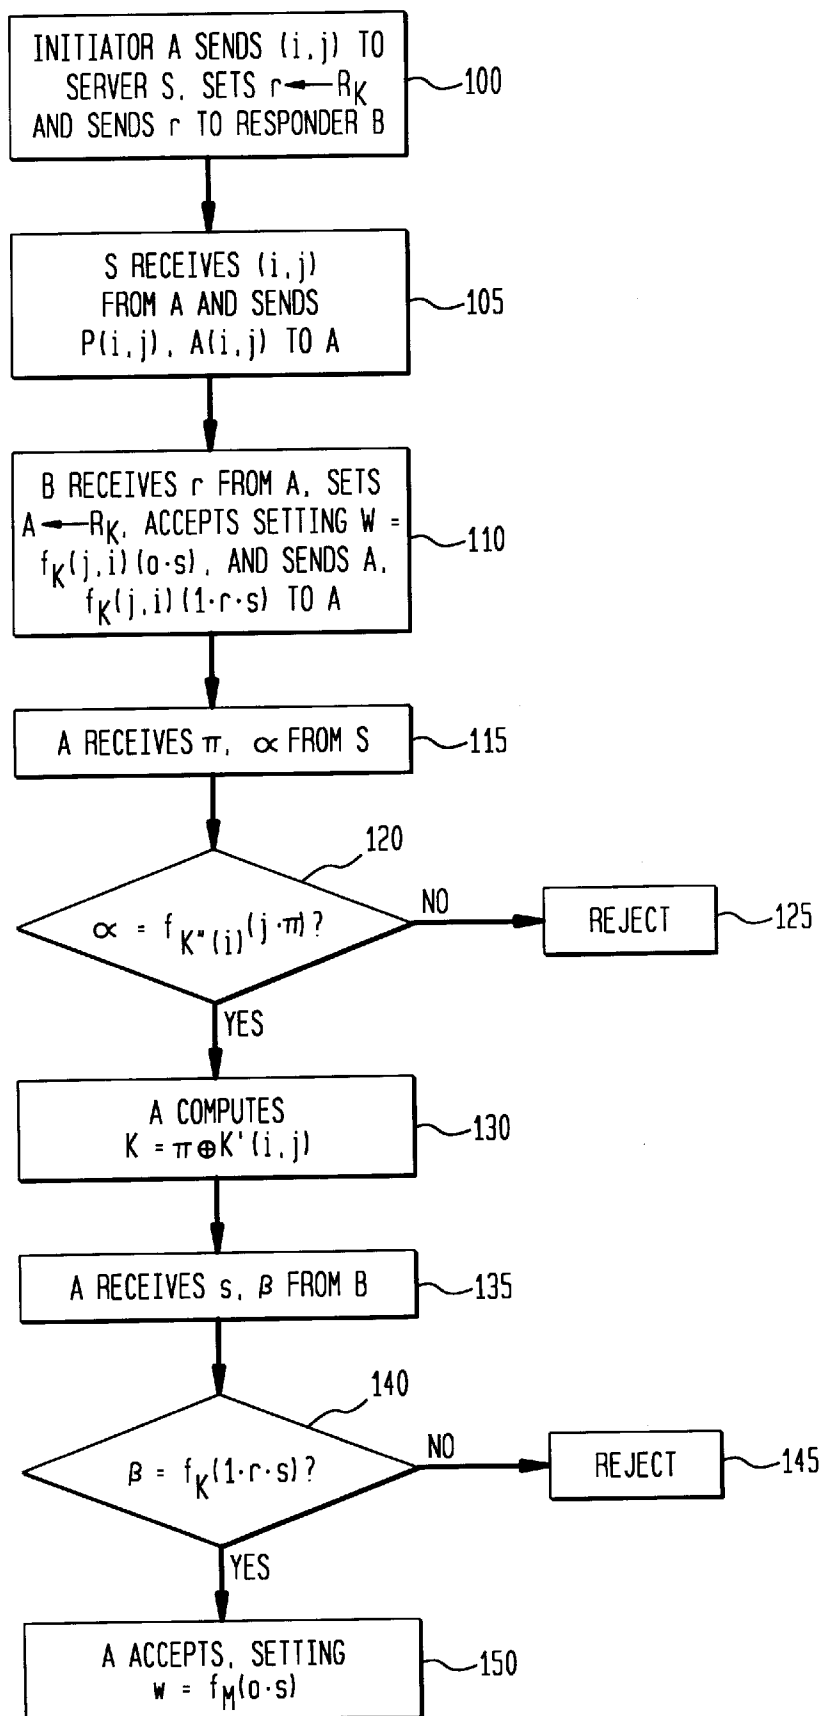 INITIATOR A SENDS (i,j) TO
SERVER S, SETS r←R_K
AND SENDS r TO RESPONDER B
100
S RECEIVES (i,j)
FROM A AND SENDS
P(i,j), A(i,j) TO A
105
B RECEIVES r FROM A, SETS
A←R_K, ACCEPTS SETTING W =
f_K(j,i)(o·s), AND SENDS A,
f_K(j,i)(1·r·s) TO A
110
A RECEIVES π, ∝ FROM S
115
120
∝ = f_K"(i)(j·π)?
NO
REJECT
125
YES
A COMPUTES
K = π⊕K'(i,j)
130
A RECEIVES s, β FROM B
135
140
β = f_K(1·r·s)?
NO
REJECT
145
YES
A ACCEPTS, SETTING
w = f_M(o·s)
150